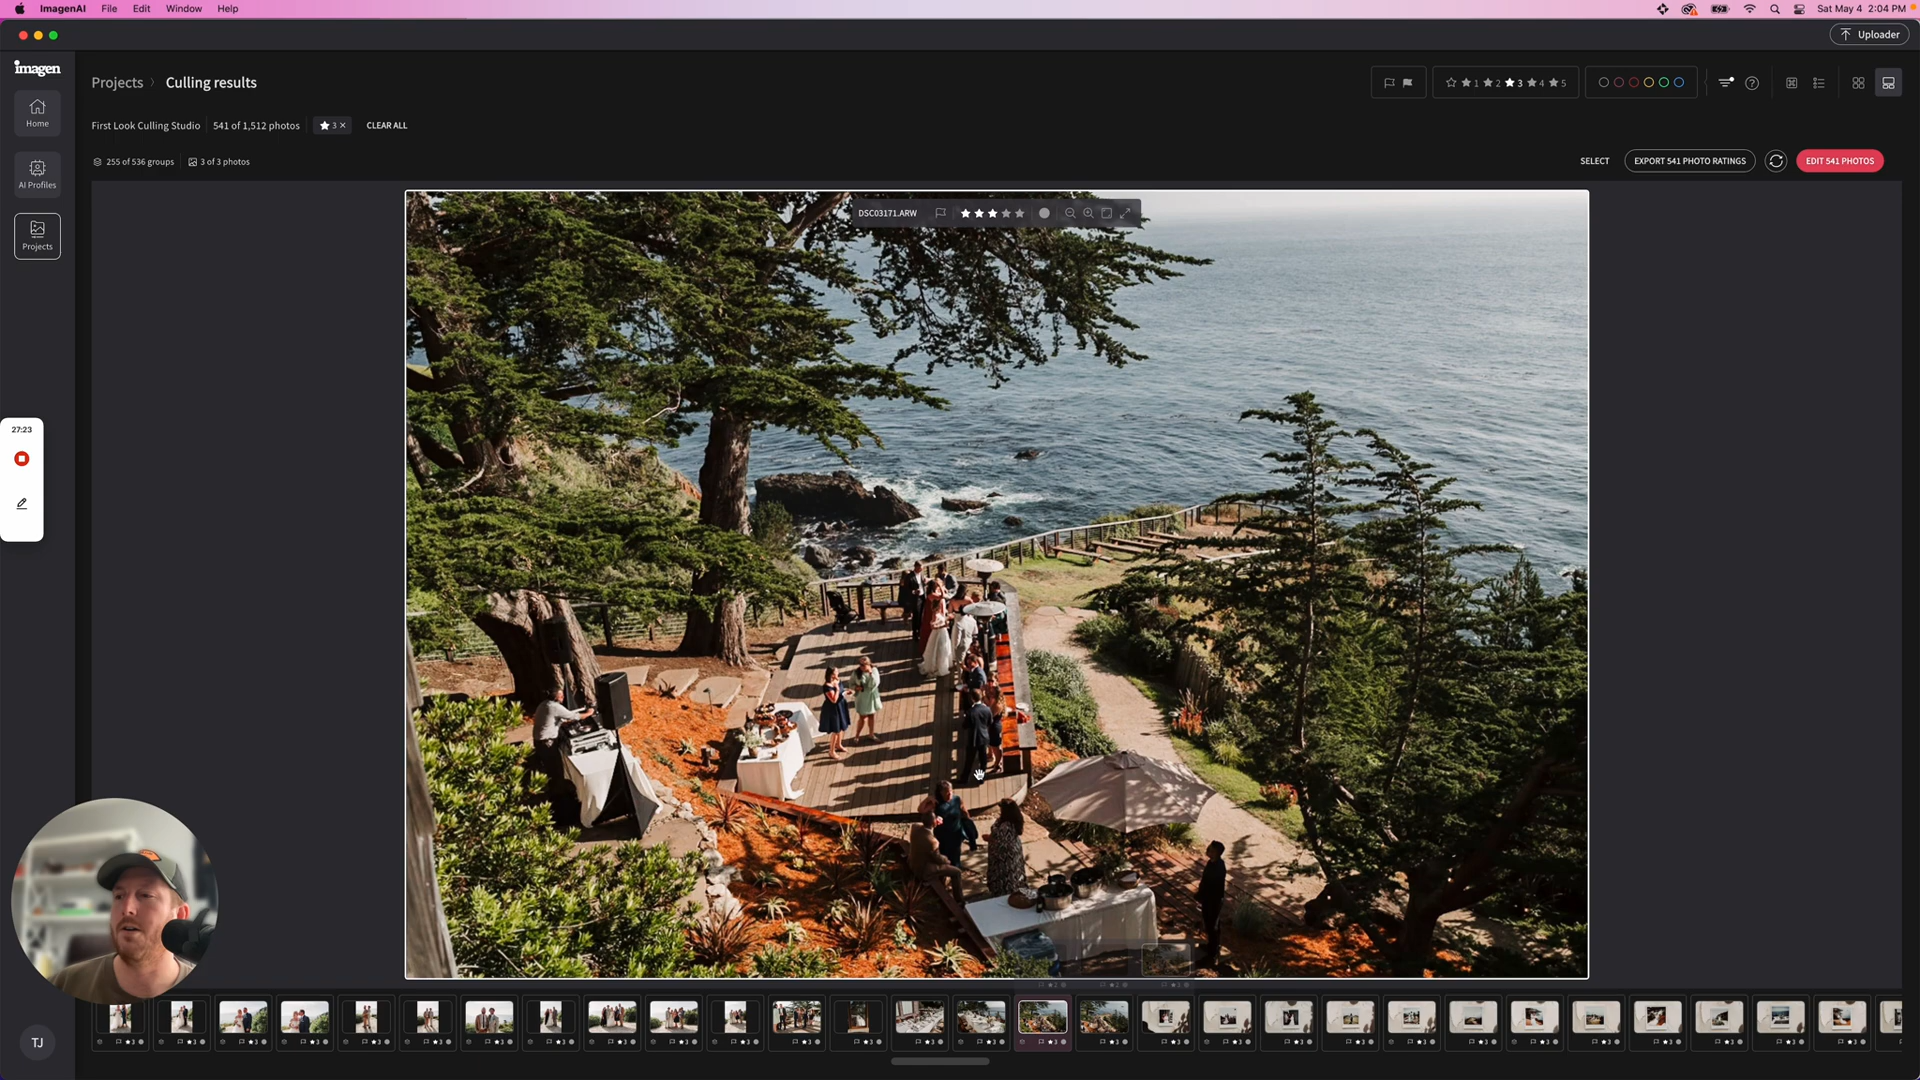 ImagenAI File Edit Window Help
Sat May 4 2:04 PM
Uploader
imagen
Home
AI Profiles
Projects
Projects Culling results
1 2 3 4 5
First Look Culling Studio 541 of 1,512 photos 3 CLEAR ALL
255 of 536 groups 3 of 3 photos
SELECT EXPORT 541 PHOTO RATINGS EDIT 541 PHOTOS
DSC03171.ARW
27:23
TJ